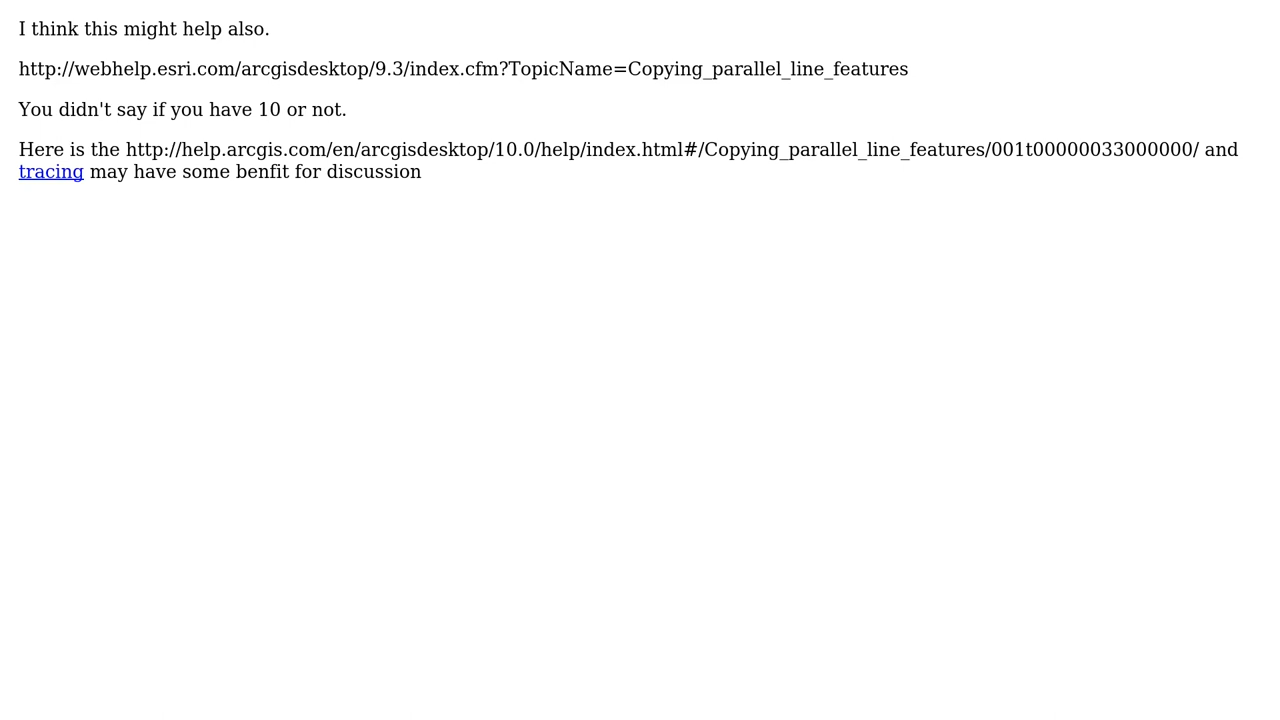 I think this might help also.
http://webhelp.esri.com/arcgisdesktop/9.3/index.cfm?TopicName=Copying_parallel_line_features
You didn't say if you have 10 or not.
Here is the http://help.arcgis.com/en/arcgisdesktop/10.0/help/index.html#/Copying_parallel_line_features/001t00000033000000/ and
tracing may have some benfit for discussion